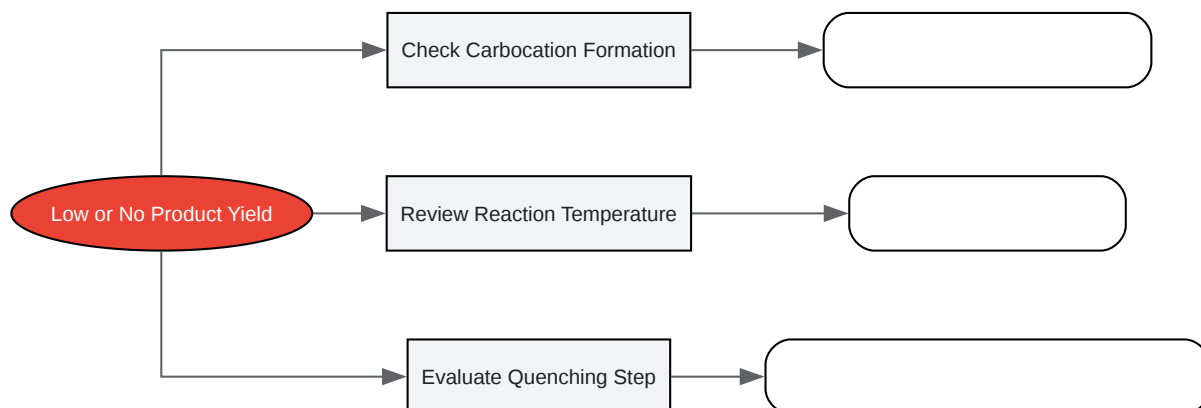 Check Carbocation Formation
Low or No Product Yield
Review Reaction Temperature
Evaluate Quenching Step